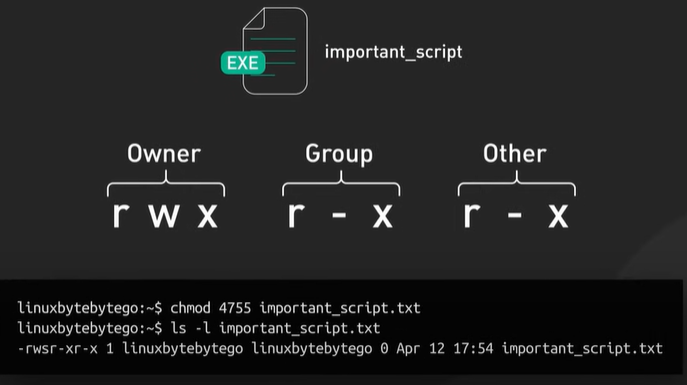 EXE
important_script
Owner Group Other
r w x r - x r - x
linuxbytebytego:~$ chmod 4755 important_script.txt
linuxbytebytego:~$ ls -l important_script.txt
-rwsr-xr-x 1 linuxbytebytego linuxbytebytego 0 Apr 12 17:54 important_script.txt